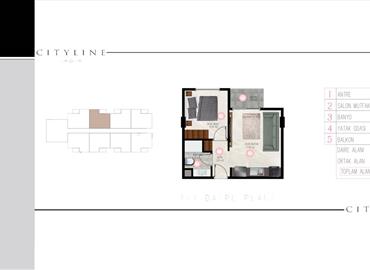 CITYLINE
1 ANTRE
2 SALON MUTFAK
3 BANYO
4 YATAK ODASI
5 BALKON
DAİRE ALANI
ORTAK ALAN
TOPLAM ALAN
1+1 DAİRE PLANI
CIT